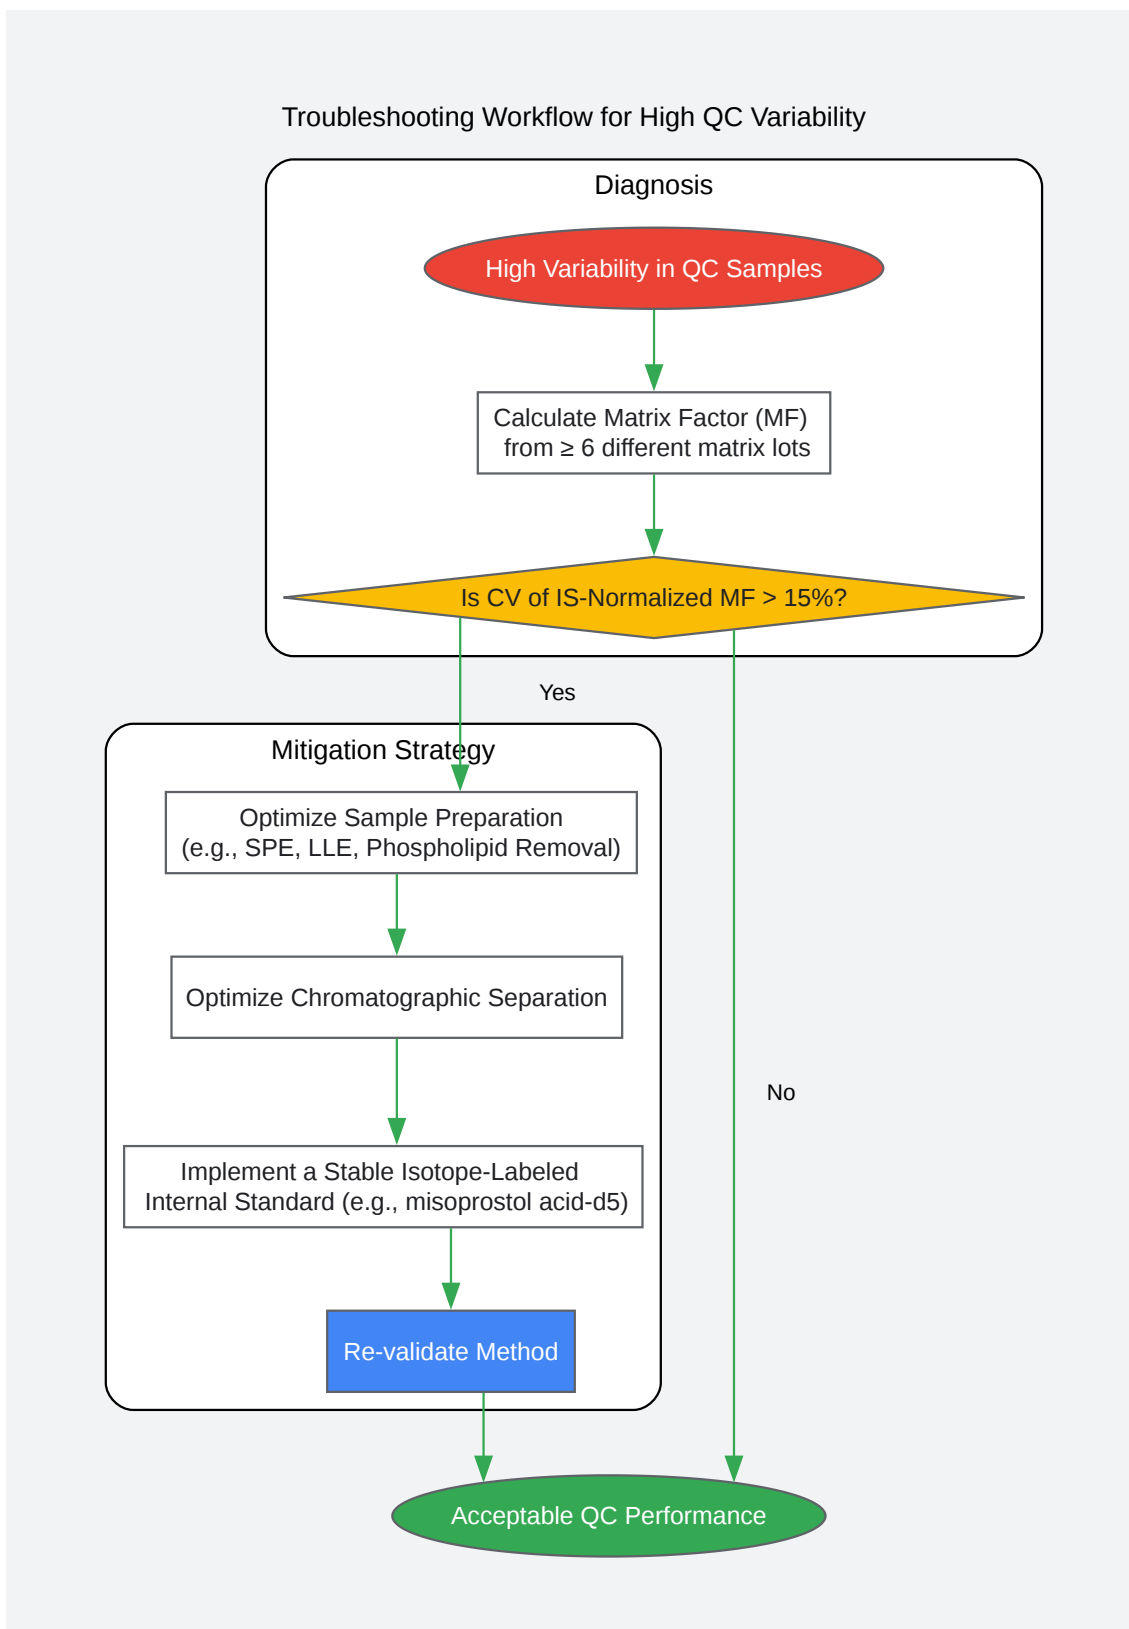 Troubleshooting Workflow for High QC Variability
Diagnosis
High Variability in QC Samples
Calculate Matrix Factor (MF)
from ≥ 6 different matrix lots
Is CV of IS-Normalized MF > 15%?
Yes
Mitigation Strategy
Optimize Sample Preparation
(e.g., SPE, LLE, Phospholipid Removal)
Optimize Chromatographic Separation
No
Implement a Stable Isotope-Labeled
Internal Standard (e.g., misoprostol acid-d5)
Re-validate Method
Acceptable QC Performance